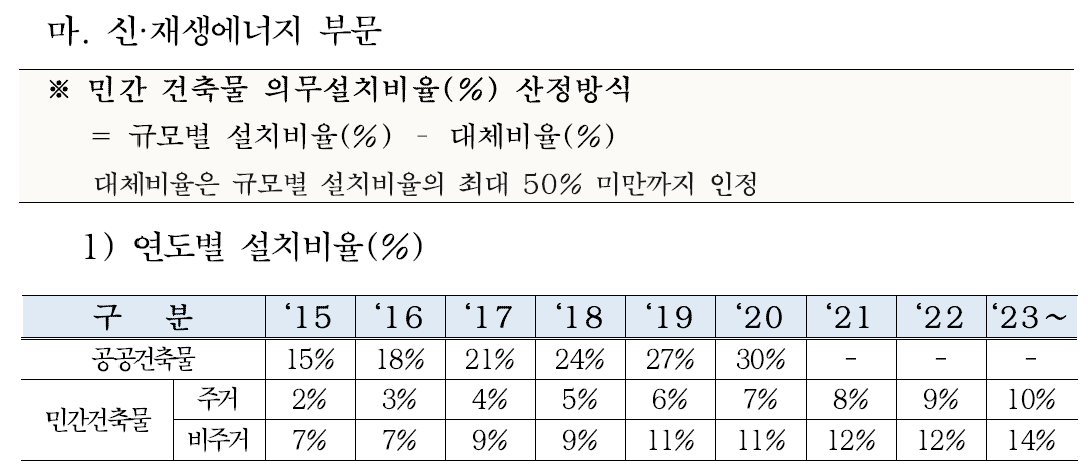 마. 신·재생에너지 부문
※ 민간 건축물 의무설치비율(%) 산정방식
= 규모별 설치비율(%) - 대체비율(%)
대체비율은 규모별 설치비율의 최대 50% 미만까지 인정
1) 연도별 설치비율(%)
구 분 ‘15 ‘16 ‘17 ‘18 ‘19 ‘20 ‘21 ‘22 ‘23~
공공건축물 15% 18% 21% 24% 27% 30% - - -
민간건축물 주거 2% 3% 4% 5% 6% 7% 8% 9% 10%
비주거 7% 7% 9% 9% 11% 11% 12% 12% 14%